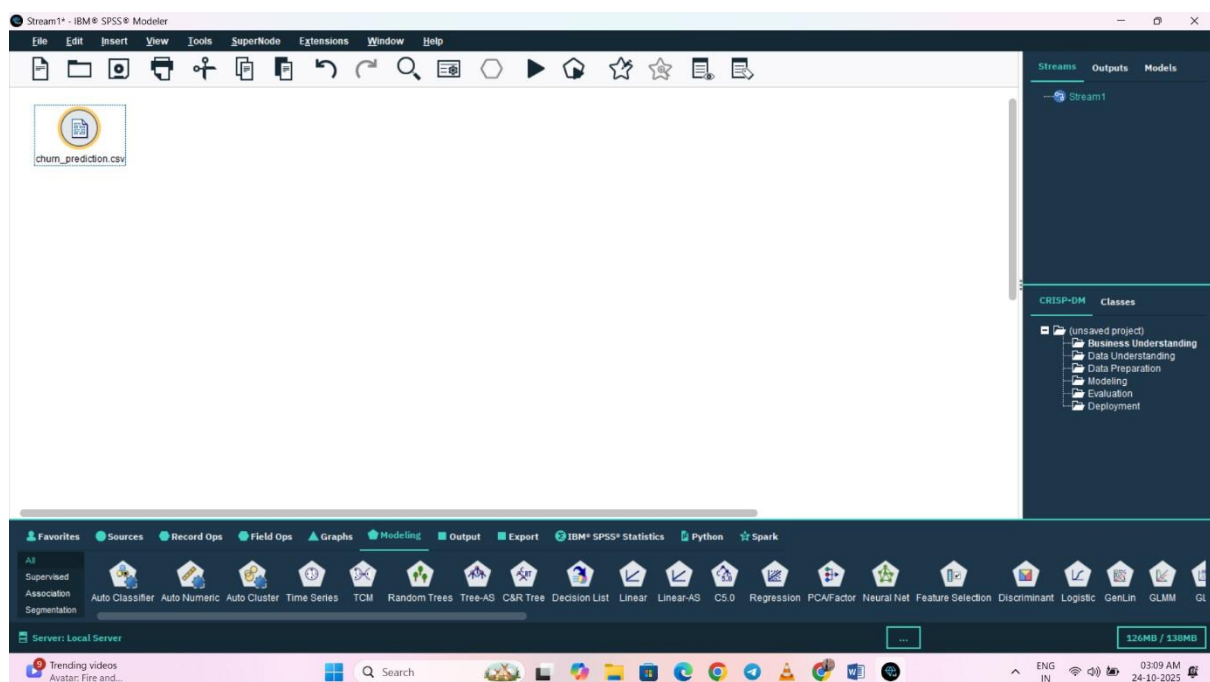 Stream1* - IBM® SPSS® Modeler
File Edit Insert View Tools SuperNode Extensions Window Help
Streams Outputs Models
Stream1
churn_prediction.csv
CRISP-DM Classes
(unsaved project)
Business Understanding
Data Understanding
Data Preparation
Modeling
Evaluation
Deployment
Favorites Sources Record Ops Field Ops Graphs Modeling Output Export IBM® SPSS® Statistics Python Spark
All
Supervised
Association
Segmentation
Auto Classifier Auto Numeric Auto Cluster Time Series TCM Random Trees Tree-AS C&R Tree Decision List Linear Linear-AS C5.0 Regression PCA/Factor Neural Net Feature Selection Discriminant Logistic GenLin GLMM GL
Server: Local Server
...
126MB / 138MB
9
Trending videos
Avatar: Fire and...
Search
ENG
IN
03:09 AM
24-10-2025